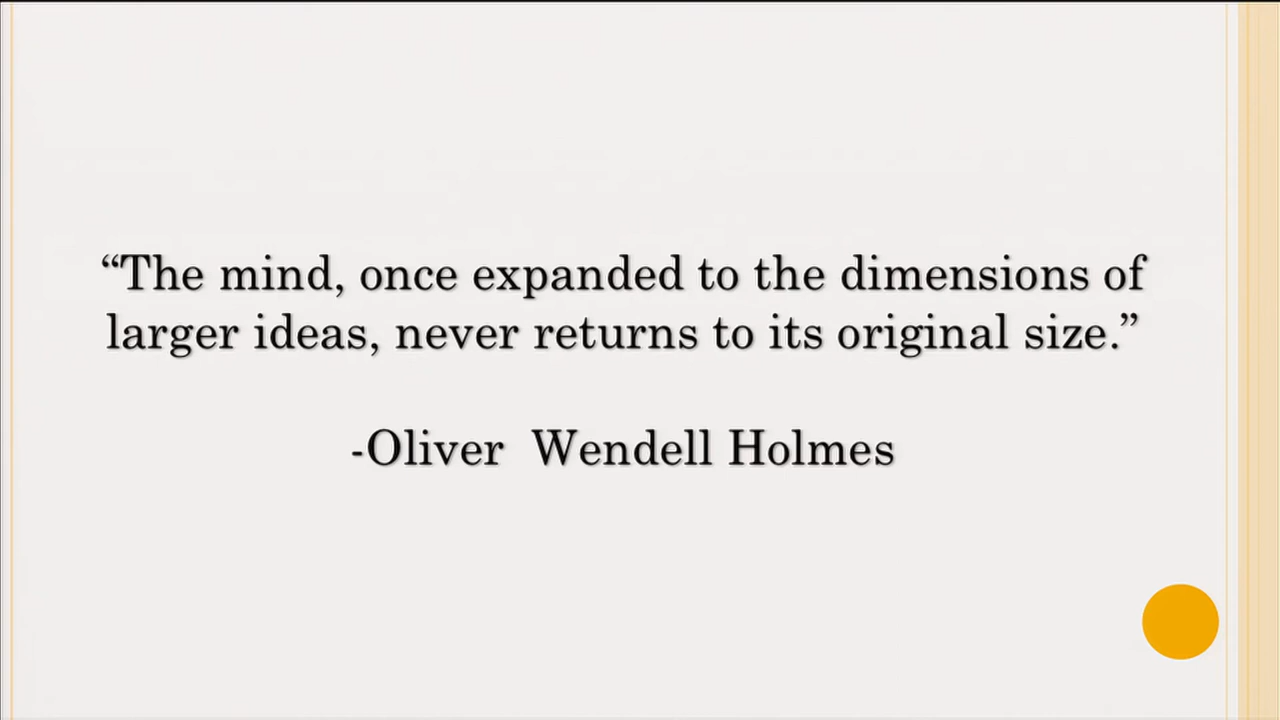 “The mind, once expanded to the dimensions of
larger ideas, never returns to its original size.”
-Oliver  Wendell Holmes